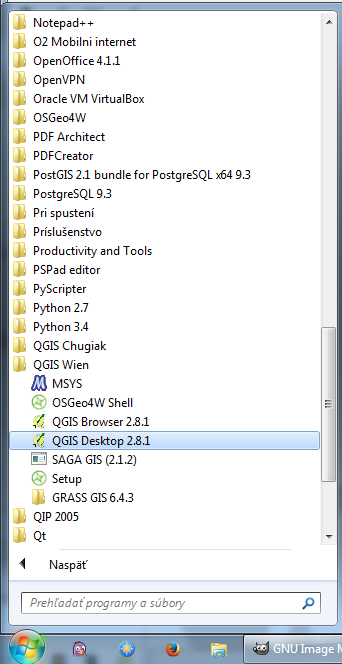 Notepad++
O2 Mobilni internet
OpenOffice 4.1.1
OpenVPN
Oracle VM VirtualBox
OSGeo4W
PDF Architect
PDFCreator
PostGIS 2.1 bundle for PostgreSQL x64 9.3
PostgreSQL 9.3
Pri spustení
Príslušenstvo
Productivity and Tools
PSPad editor
PyScripter
Python 2.7
Python 3.4
QGIS Chugiak
QGIS Wien
MSYS
OSGeo4W Shell
QGIS Browser 2.8.1
QGIS Desktop 2.8.1
SAGA GIS (2.1.2)
Setup
GRASS GIS 6.4.3
QIP 2005
Qt
Naspäť
Prehľadať programy a súbory
GNU Image M